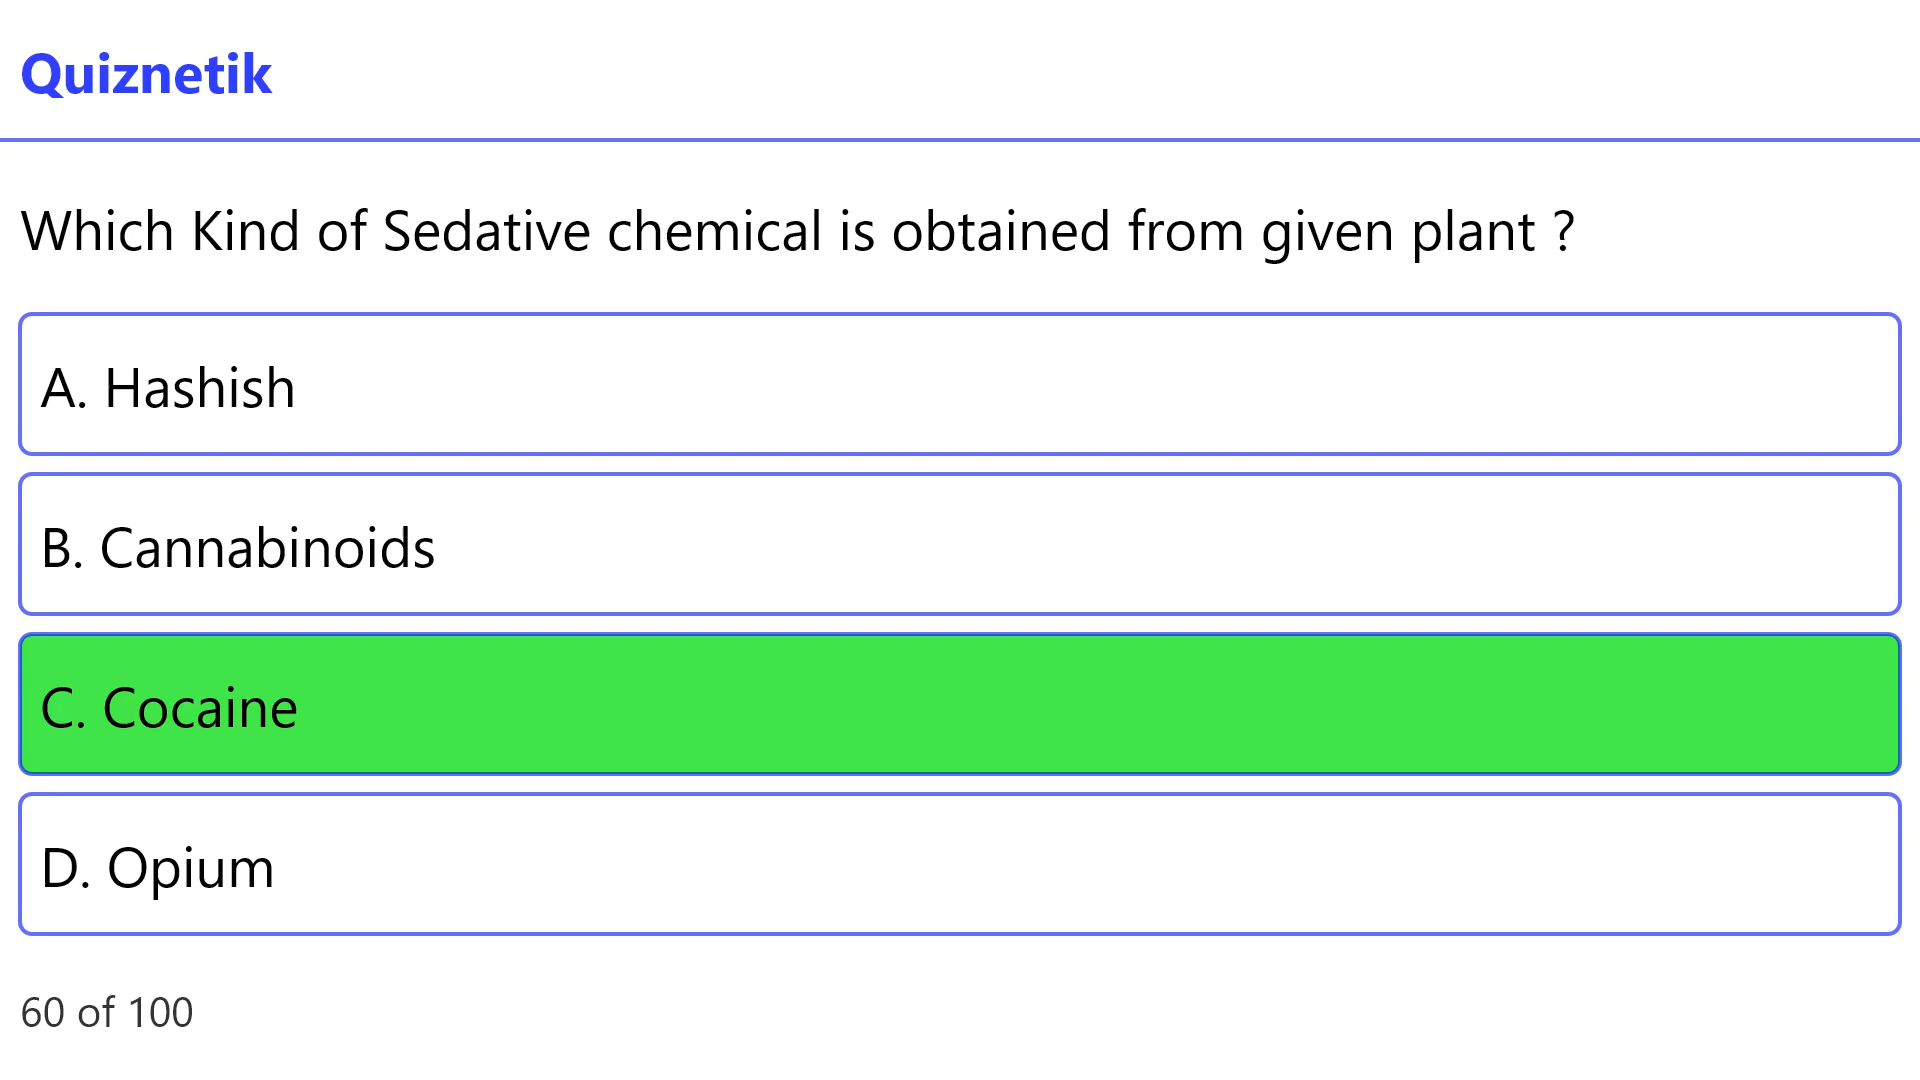 Quiznetik
Which Kind of Sedative chemical is obtained from given plant ?
A. Hashish
B. Cannabinoids
C. Cocaine
D. Opium
60 of 100